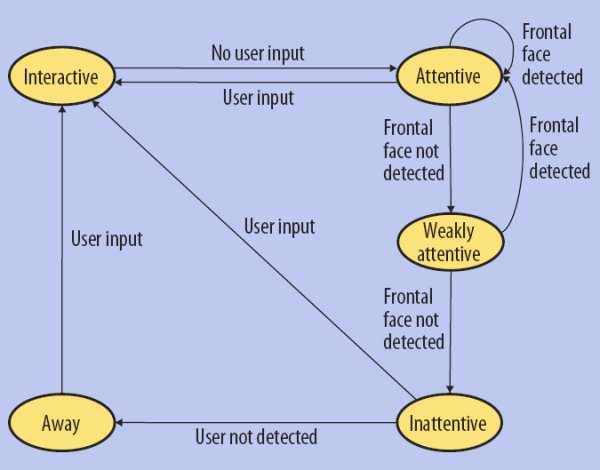 No user input
Interactive
Attentive
Frontal
face
detected
User input
Frontal
face not
detected
Frontal
face
detected
User input
User input
Weakly
attentive
Frontal
face not
detected
Away
User not detected
Inattentive